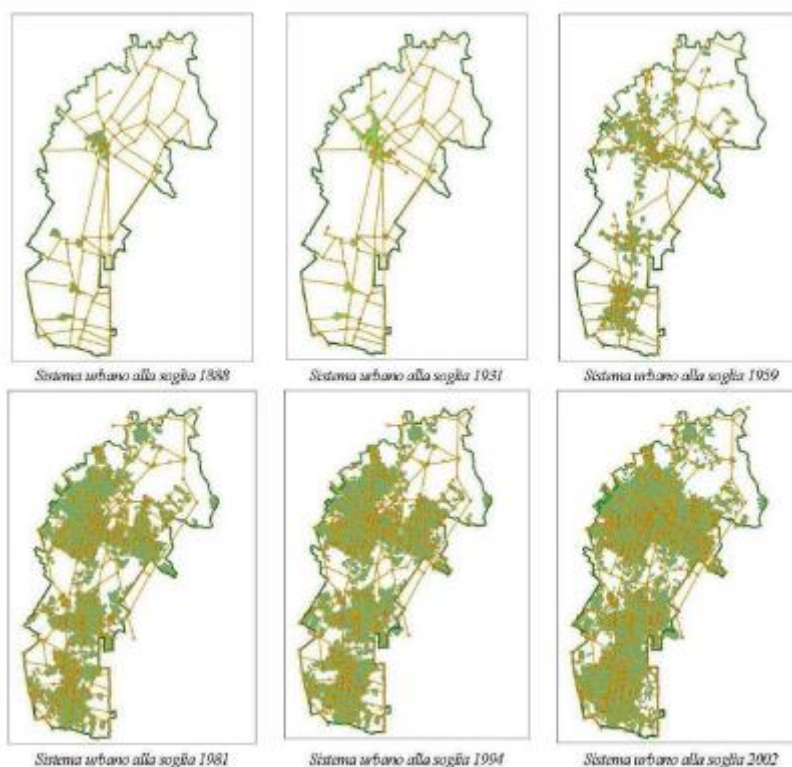 Sistema urbano alla soglia 1888
Sistema urbano alla soglia 1931
Sistema urbano alla soglia 1959
Sistema urbano alla soglia 1981
Sistema urbano alla soglia 1994
Sistema urbano alla soglia 2002